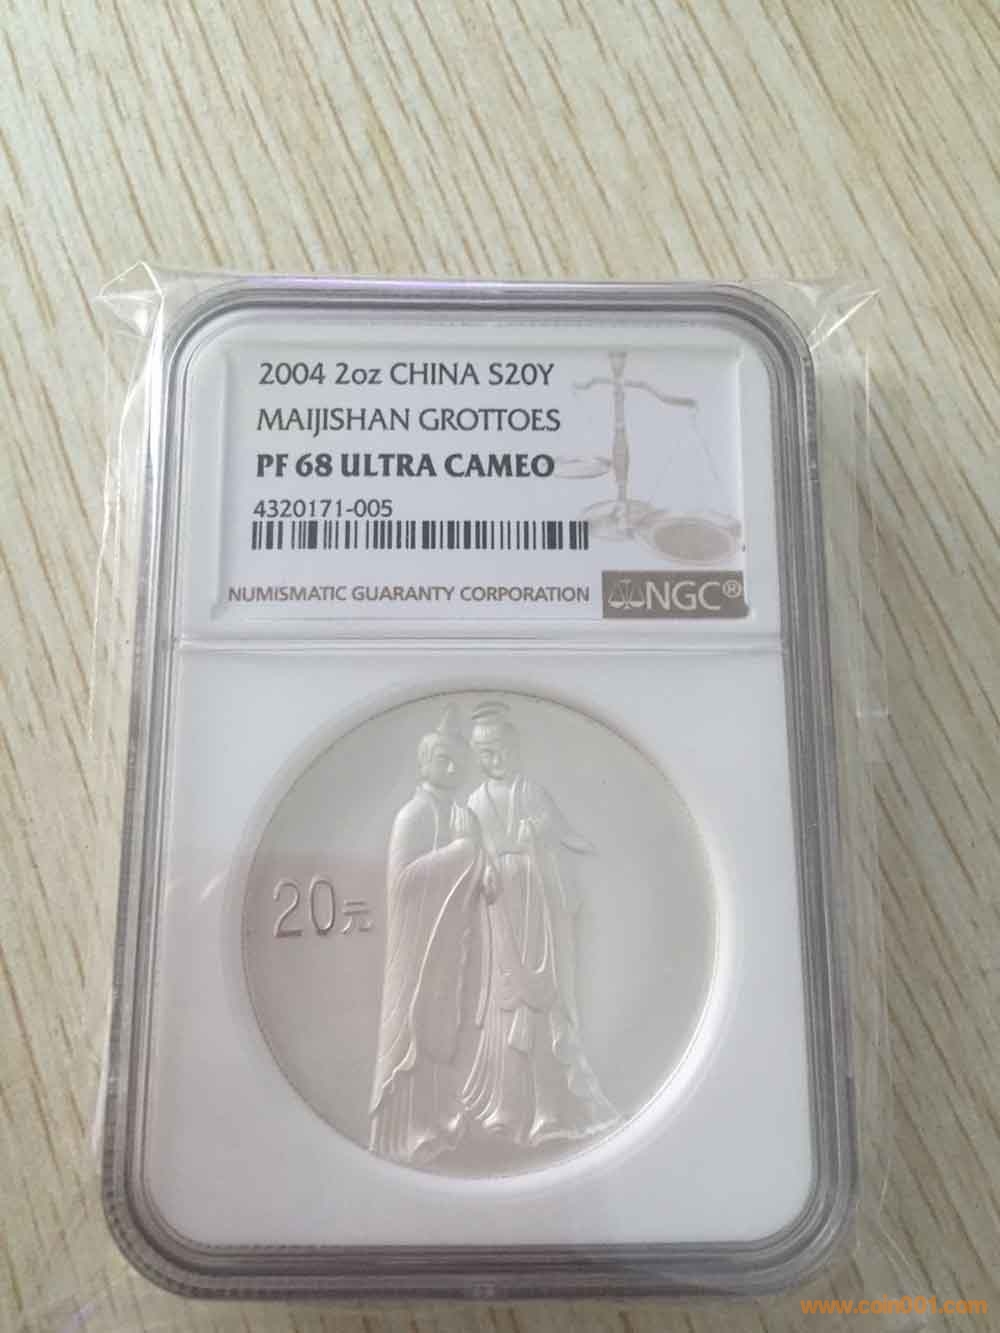 2004 2oz CHINA S20Y
MAIJISHAN GROTTOES
PF 68 ULTRA CAMEO
4320171-005
NUMISMATIC GUARANTY CORPORATION NGC®
20元
www.coin001.com